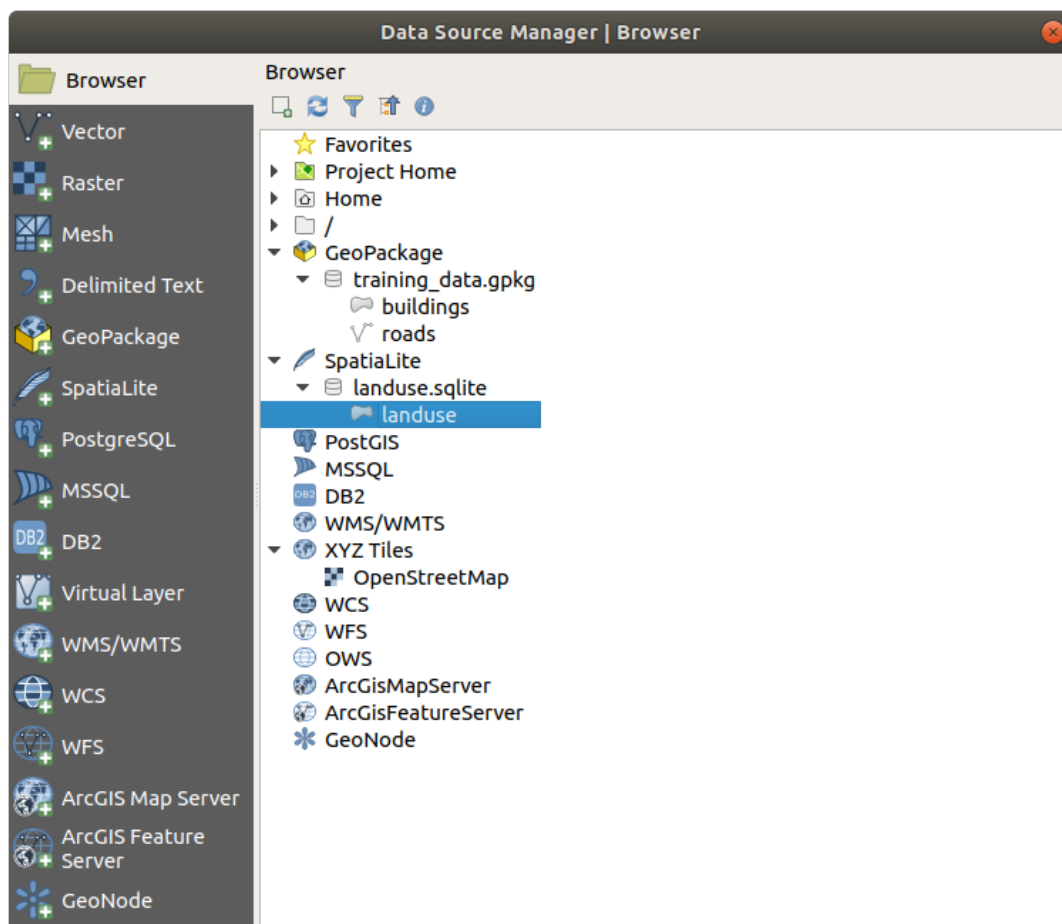 Data Source Manager | Browser
Browser
Vector
Raster
Mesh
Delimited Text
GeoPackage
SpatiaLite
PostgreSQL
MSSQL
DB2
DB2
Virtual Layer
WMS/WMTS
WCS
WFS
ArcGIS Map Server
ArcGIS Feature
Server
GeoNode
Browser
Favorites
Project Home
Home
/
GeoPackage
training_data.gpkg
buildings
roads
SpatiaLite
landuse.sqlite
landuse
PostGIS
MSSQL
DB2
DB2
WMS/WMTS
XYZ Tiles
OpenStreetMap
WCS
WFS
OWS
ArcGisMapServer
ArcGisFeatureServer
GeoNode